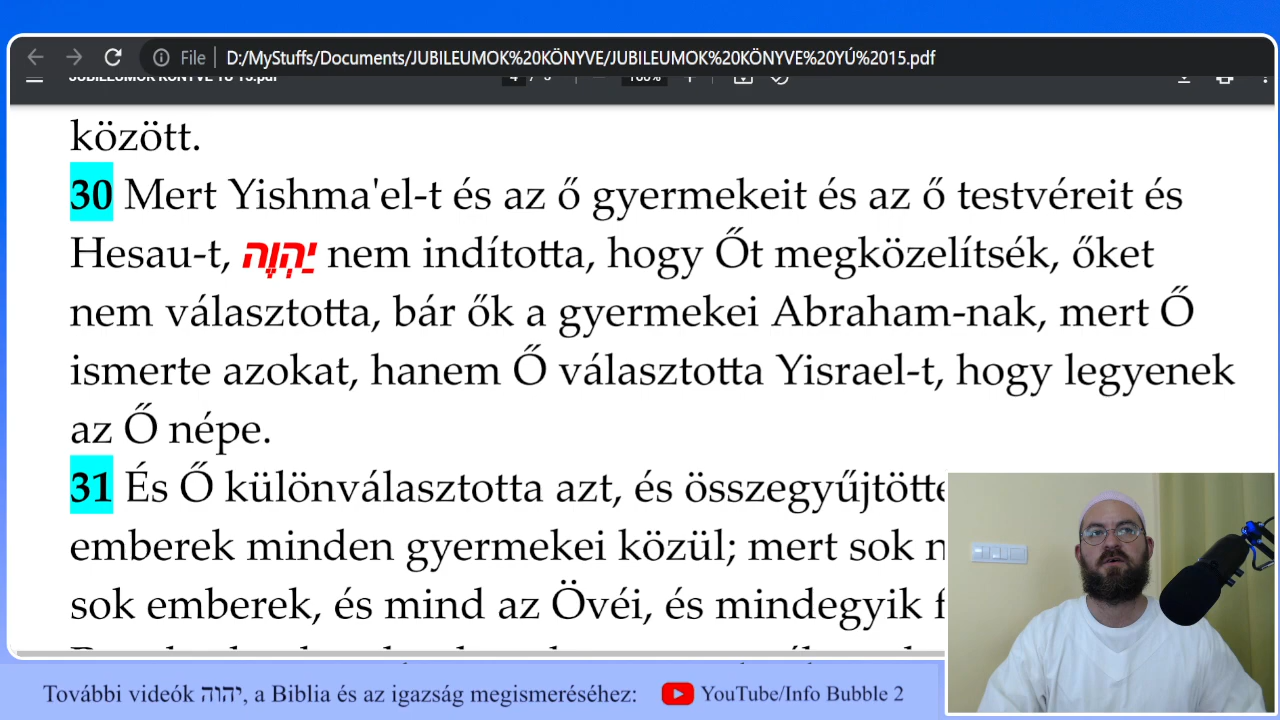 File D:/MyStuffs/Documents/JUBILEUMOK%20KÖNYVE/JUBILEUMOK%20KÖNYVE%20YÚ%2015.pdf
között.
30 Mert Yishma'el-t és az ő gyermekeit és az ő testvéreit és
Hesau-t, יַהְוֶה nem indította, hogy Őt megközelítsék, őket
nem választotta, bár ők a gyermekei Abraham-nak, mert Ő
ismerte azokat, hanem Ő választotta Yisrael-t, hogy legyenek
az Ő népe.
31 És Ő különválasztotta azt, és összegyűjtötte
emberek minden gyermekei közül; mert sok
sok emberek, és mind az Övéi, és mindegyik
További videók יהוה, a Biblia és az igazság megismeréséhez: YouTube/Info Bubble 2